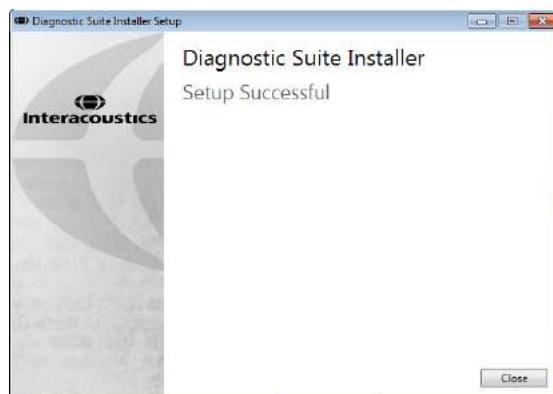 Diagnostic Suite Installer Setup
Diagnostic Suite Installer
Setup Successful
Interacoustics
Close